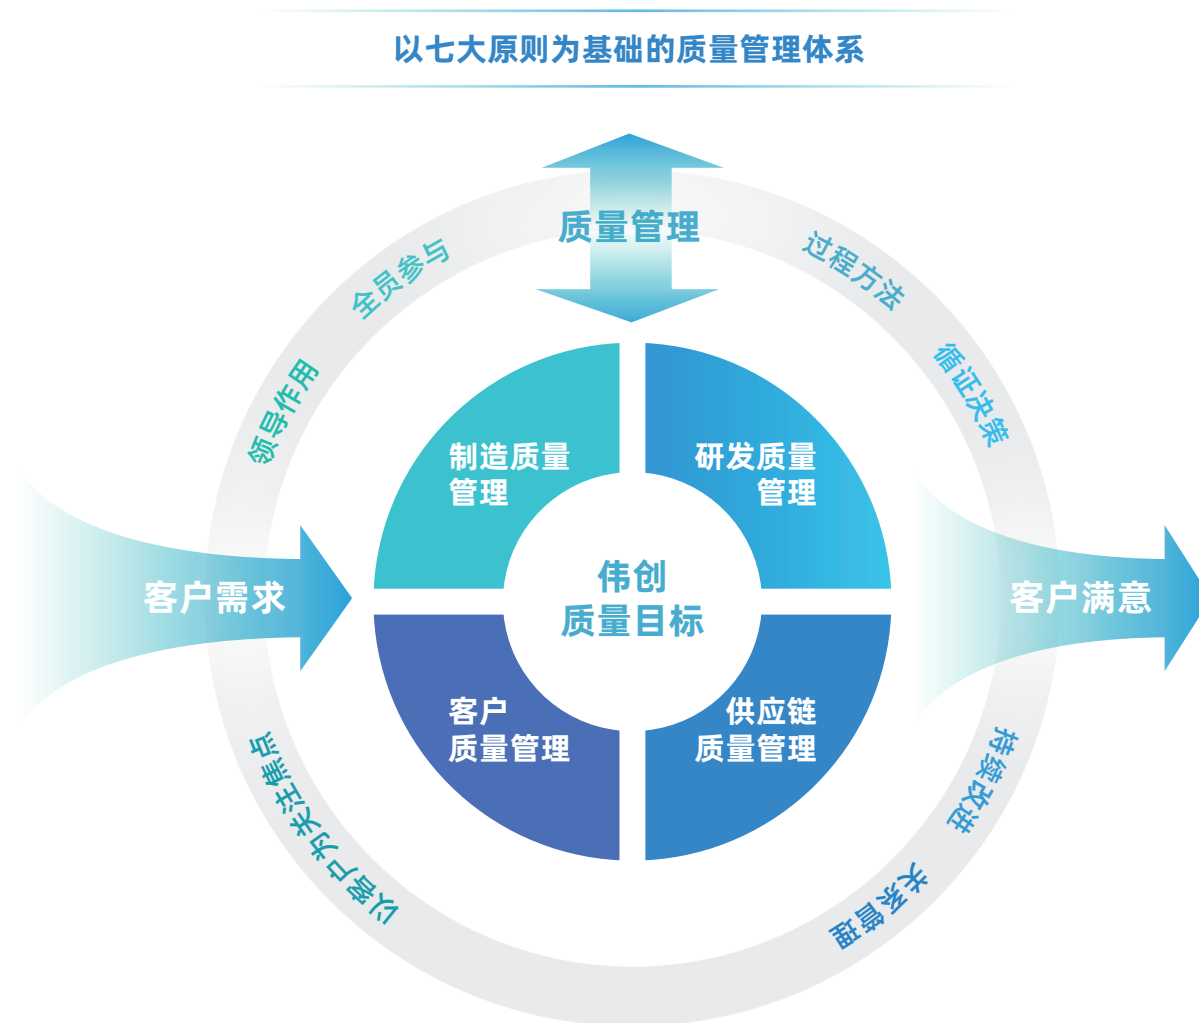 以七大原则为基础的质量管理体系
质量管理
全员参与
过程方法
领导作用
循证决策
制造质量
管理
研发质量
管理
伟创
质量目标
客户需求
客户满意
客户
质量管理
供应链
质量管理
以客户为关注焦点
持续改进
关系管理